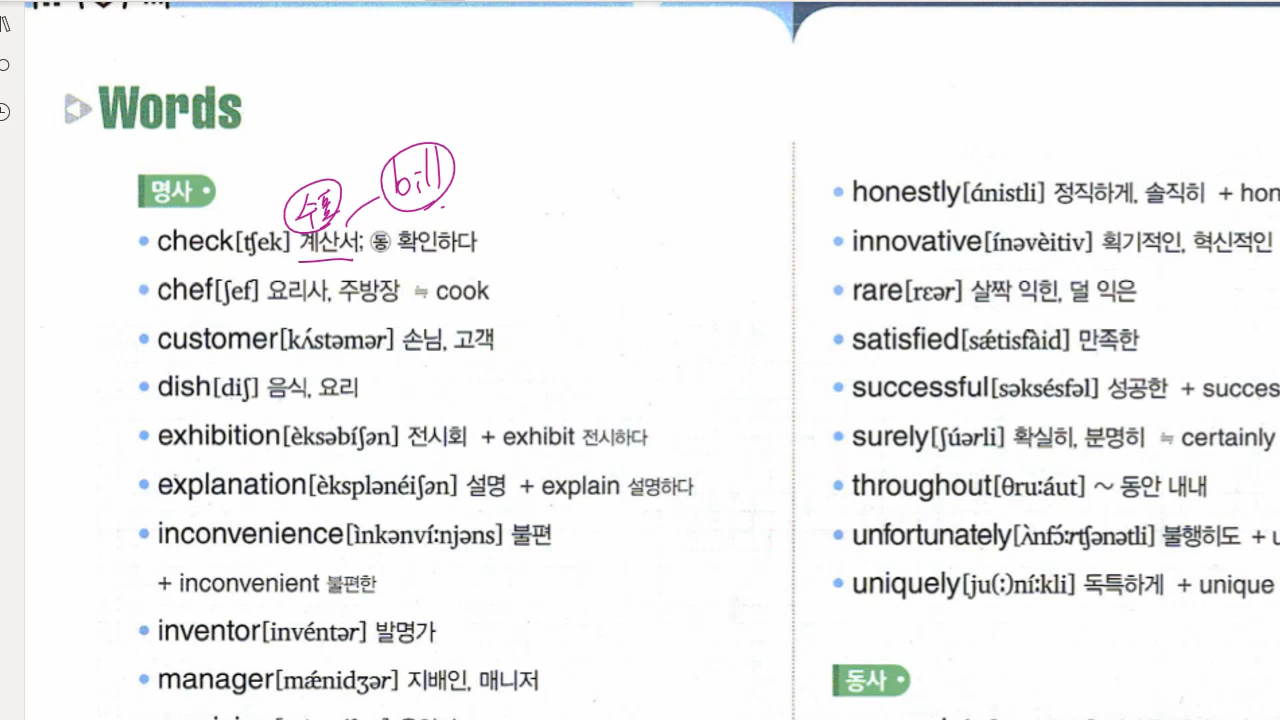 Words
명사
수표
bill
check[tʃek] 계산서; 동 확인하다
chef[ʃef] 요리사, 주방장 ≒ cook
customer[kʌ́stəmər] 손님, 고객
dish[diʃ] 음식, 요리
exhibition[èksəbíʃən] 전시회 + exhibit 전시하다
explanation[èksplənéiʃən] 설명 + explain 설명하다
inconvenience[ìnkənvíːnjəns] 불편
+ inconvenient 불편한
inventor[invéntər] 발명가
manager[mǽnidʒər] 지배인, 매니저
honestly[ánistli] 정직하게, 솔직히 + hon
innovative[ínəvèitiv] 획기적인, 혁신적인
rare[rɛər] 살짝 익힌, 덜 익은
satisfied[sǽtisfàid] 만족한
successful[səksésfəl] 성공한 + succes
surely[ʃúərli] 확실히, 분명히 ≒ certainly
throughout[θruːáut] ~ 동안 내내
unfortunately[ʌ̀nfɔ́ːrtʃənətli] 불행히도 + u
uniquely[ju(ː)níːkli] 독특하게 + unique
동사